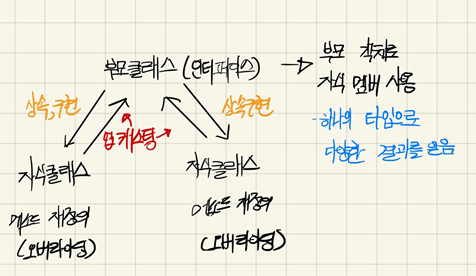 부모클래스 (인터페이스) → 부모 객체로
자식 멤버 사용
- 하나의 타입으로
다양한 결과를 얻음
상속, 구현
상속구현
업캐스팅→
자식클래스
메소드 재정의
(오버라이딩)
자식클래스
메소드 재정의
(오버라이딩)